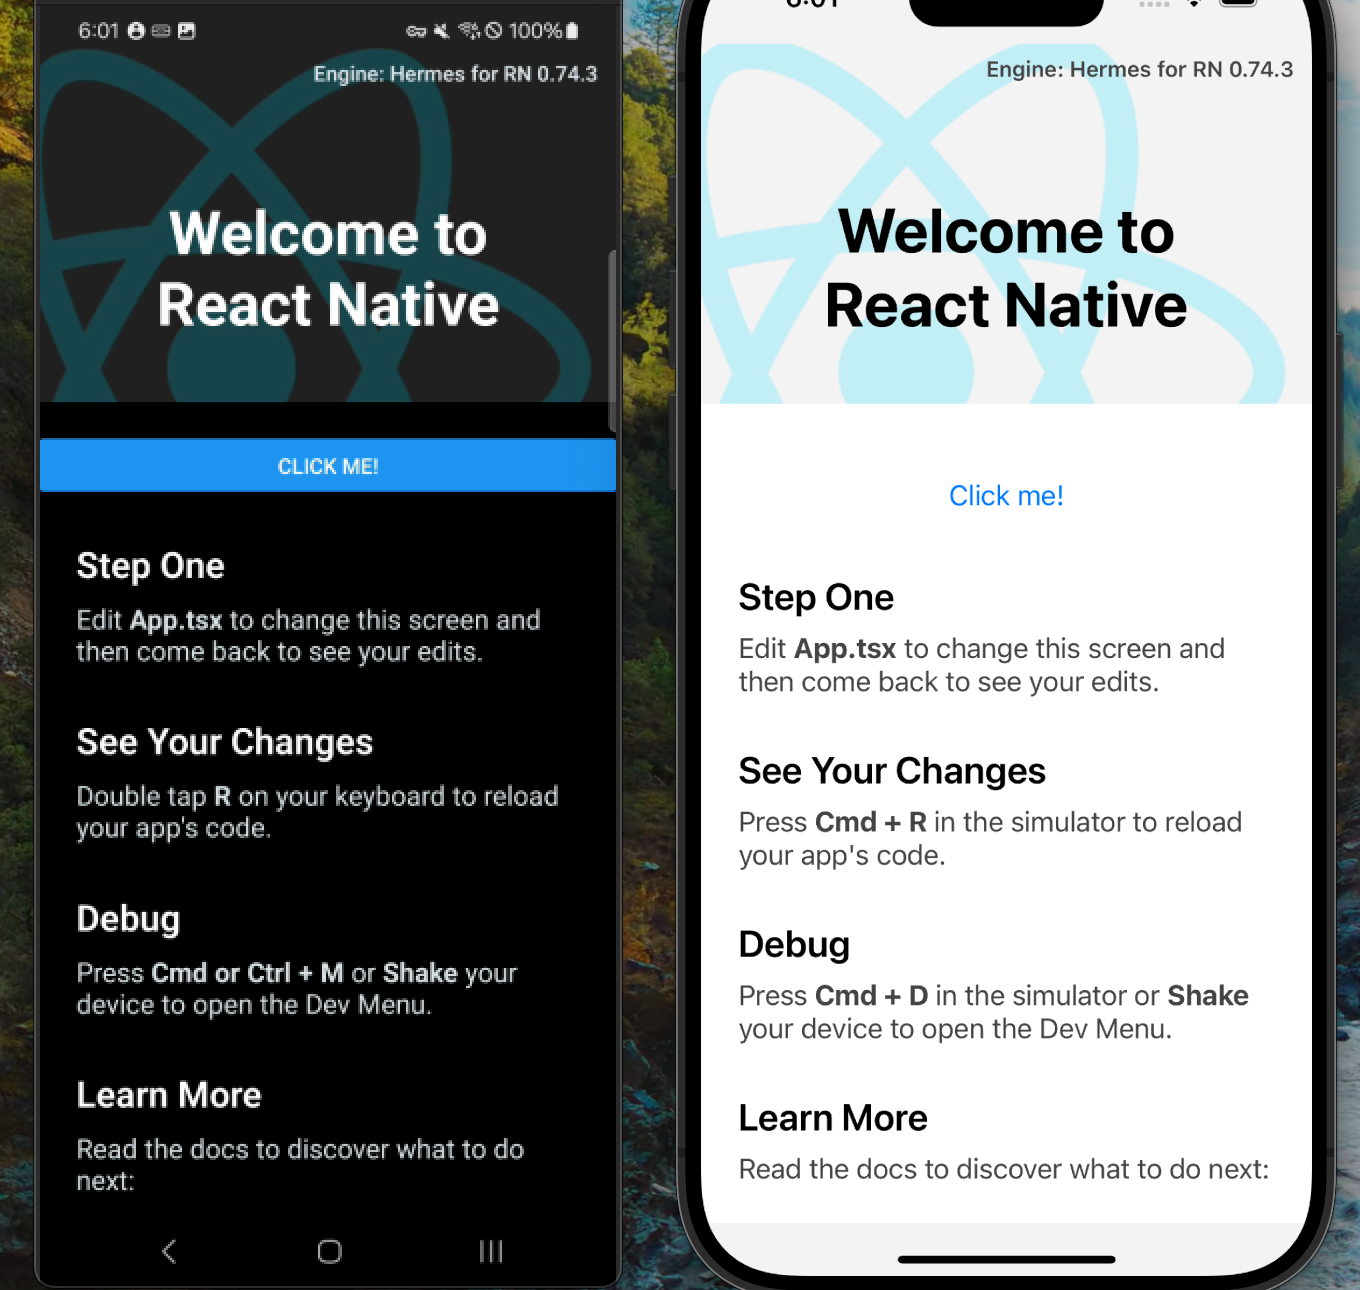 6:01
100%
Engine: Hermes for RN 0.74.3
Welcome to
React Native
CLICK ME!
Step One
Edit App.tsx to change this screen and
then come back to see your edits.
See Your Changes
Double tap R on your keyboard to reload
your app's code.
Debug
Press Cmd or Ctrl + M or Shake your
device to open the Dev Menu.
Learn More
Read the docs to discover what to do
next:
6:01
Engine: Hermes for RN 0.74.3
Welcome to
React Native
Click me!
Step One
Edit App.tsx to change this screen and
then come back to see your edits.
See Your Changes
Press Cmd + R in the simulator to reload
your app's code.
Debug
Press Cmd + D in the simulator or Shake
your device to open the Dev Menu.
Learn More
Read the docs to discover what to do next: